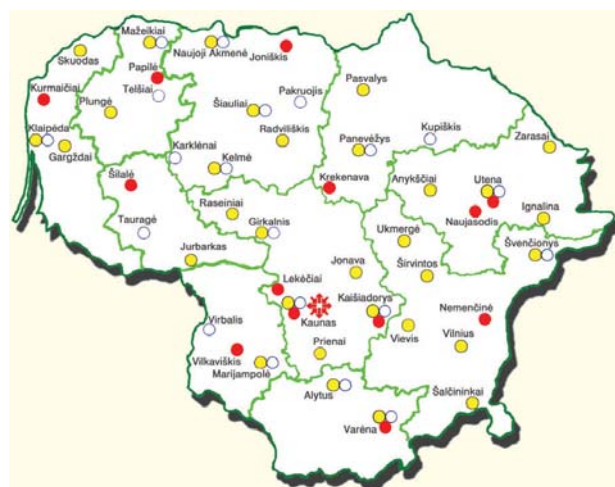 Mažeikiai
Skuodas
Naujoji Akmenė
Joniškis
Papilė
Telšiai
Kurmaičiai
Plungė
Pakruojis
Pasvalys
Šiauliai
Radviliškis
Klaipėda
Gargždai
Karklėnai
Kelmė
Panevėžys
Kupiškis
Zarasai
Šilalė
Krekenava
Anykščiai
Utena
Raseiniai
Naujasodis
Ignalina
Tauragė
Girkalnis
Ukmergė
Švenčionys
Jurbarkas
Jonava
Širvintos
Lekėčiai
Kaišiadorys
Kaunas
Nemenčinė
Virbalis
Vievis
Vilnius
Prienai
Vilkaviškis
Marijampolė
Alytus
Šalčininkai
Varėna